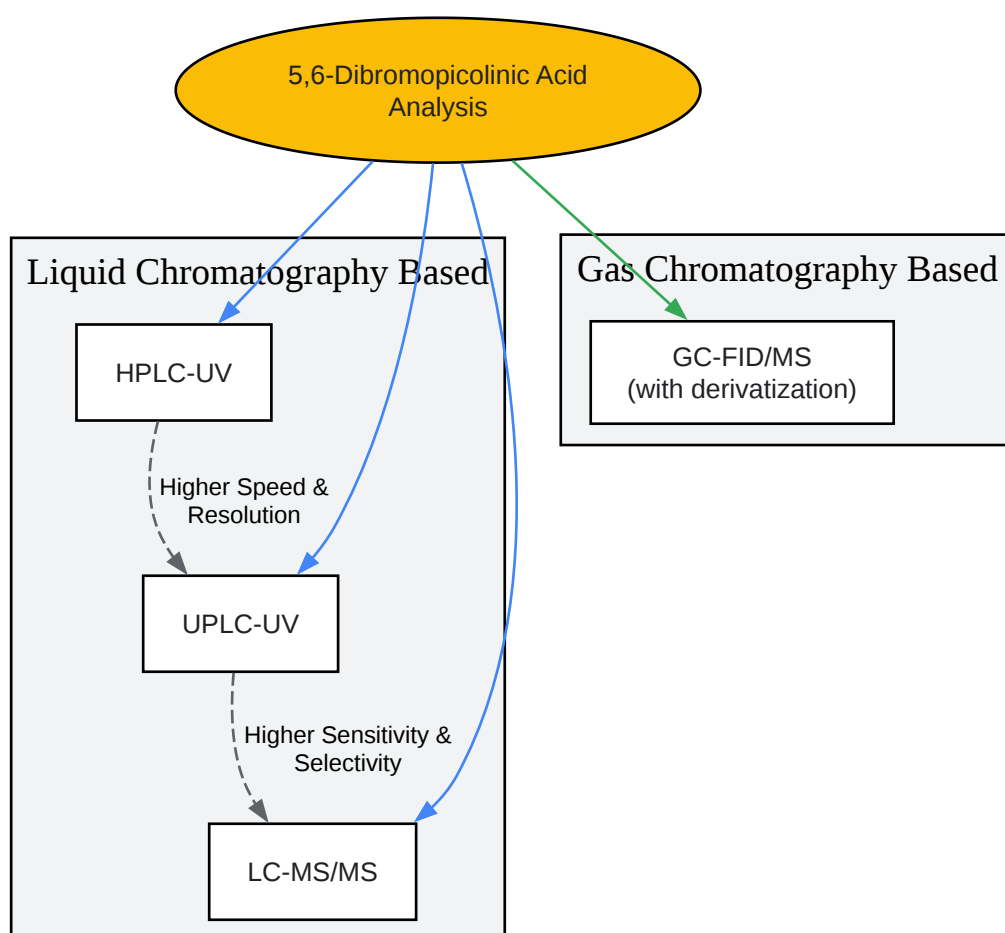 5,6-Dibromopicolinic Acid
Analysis
Liquid Chromatography Based
HPLC-UV
Higher Speed &
Resolution
UPLC-UV
Higher Sensitivity &
Selectivity
LC-MS/MS
Gas Chromatography Based
GC-FID/MS
(with derivatization)